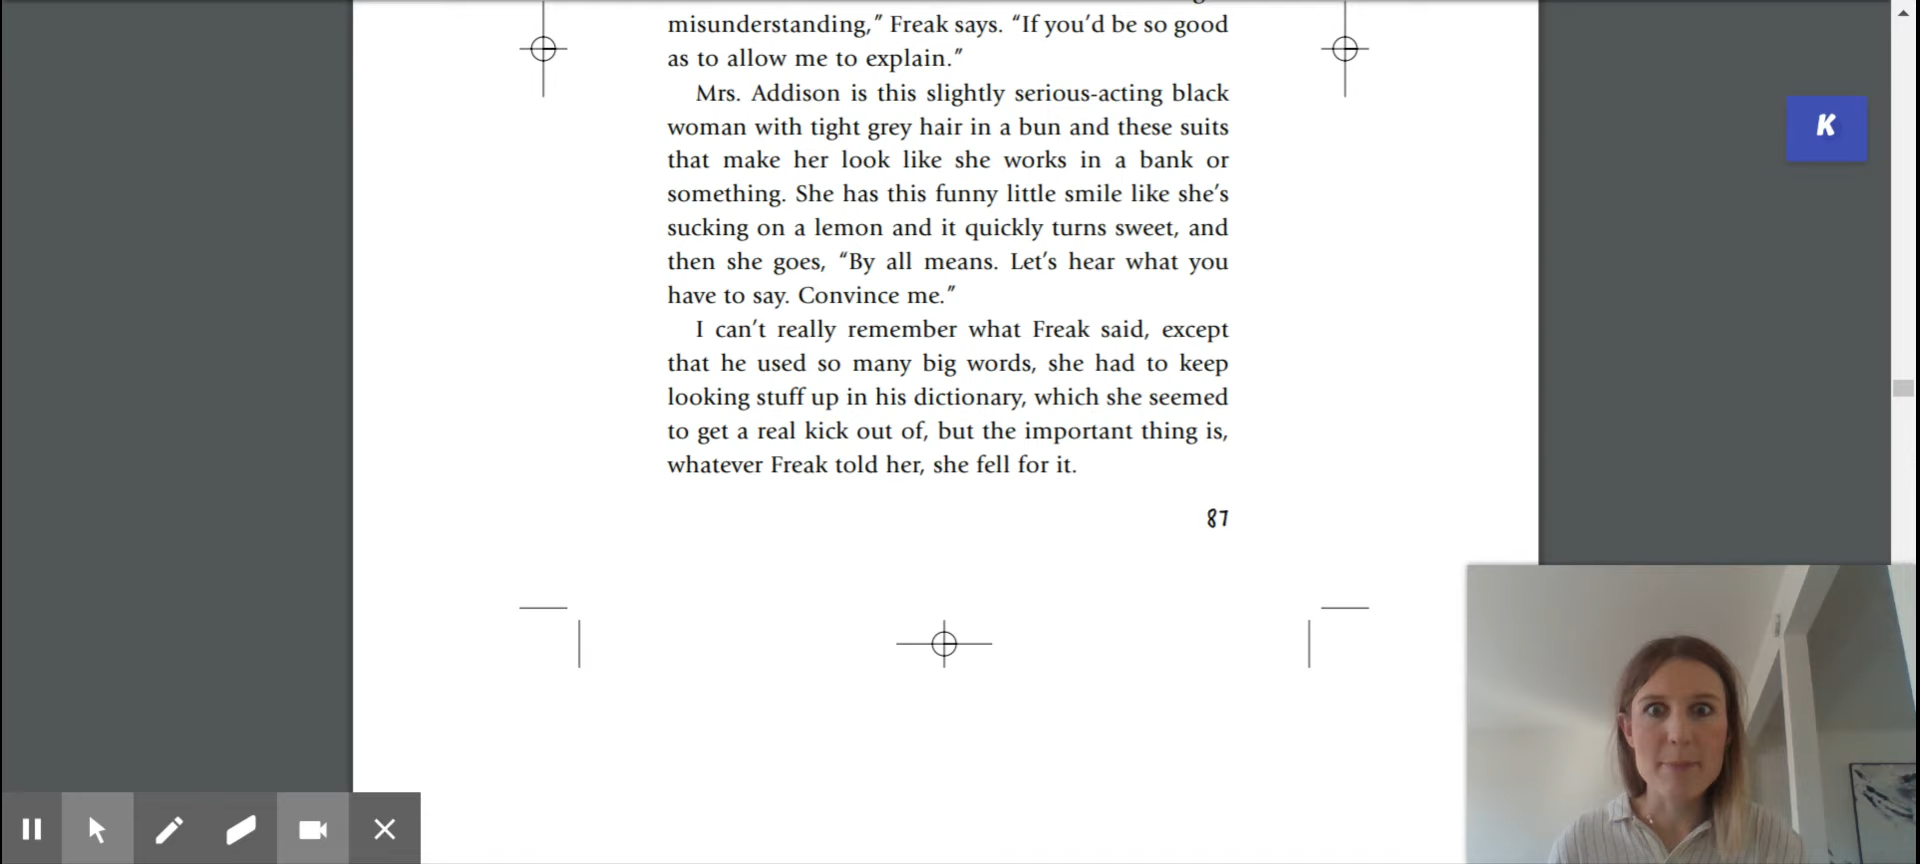 misunderstanding,” Freak says. “If you’d be so good
as to allow me to explain.”
Mrs. Addison is this slightly serious-acting black
woman with tight grey hair in a bun and these suits
that make her look like she works in a bank or
something. She has this funny little smile like she’s
sucking on a lemon and it quickly turns sweet, and
then she goes, “By all means. Let’s hear what you
have to say. Convince me.”
I can’t really remember what Freak said, except
that he used so many big words, she had to keep
looking stuff up in his dictionary, which she seemed
to get a real kick out of, but the important thing is,
whatever Freak told her, she fell for it.
87
K